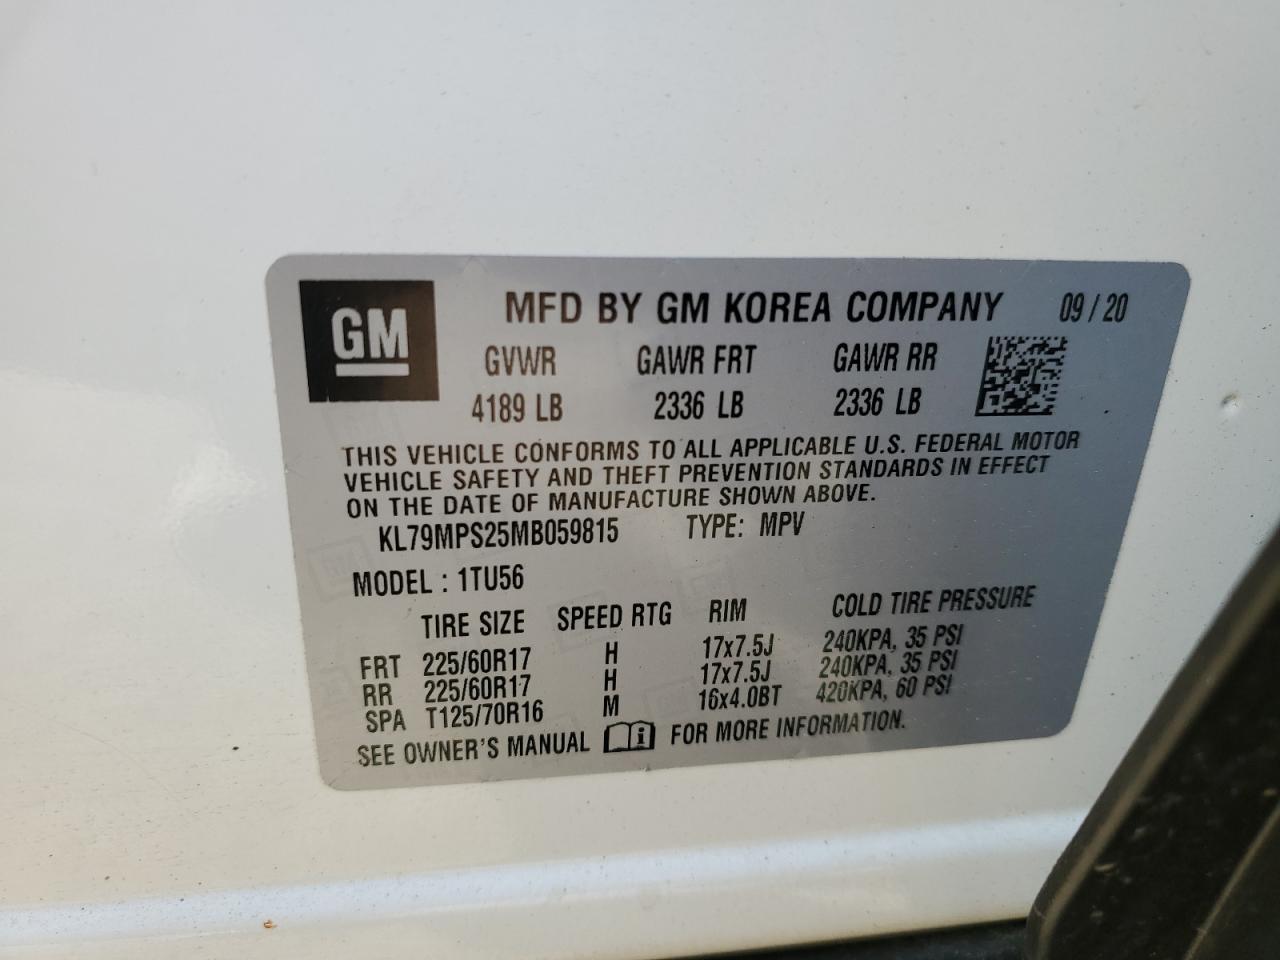 GM
MFD BY GM KOREA COMPANY 09 / 20
GVWR GAWR FRT GAWR RR
4189 LB 2336 LB 2336 LB
THIS VEHICLE CONFORMS TO ALL APPLICABLE U.S. FEDERAL MOTOR
VEHICLE SAFETY AND THEFT PREVENTION STANDARDS IN EFFECT
ON THE DATE OF MANUFACTURE SHOWN ABOVE.
KL79MPS25MB059815 TYPE: MPV
MODEL : 1TU56
TIRE SIZE SPEED RTG RIM COLD TIRE PRESSURE
FRT 225/60R17 H 17x7.5J 240KPA, 35 PSI
RR 225/60R17 H 17x7.5J 240KPA, 35 PSI
SPA T125/70R16 M 16x4.0BT 420KPA, 60 PSI
SEE OWNER'S MANUAL i FOR MORE INFORMATION.